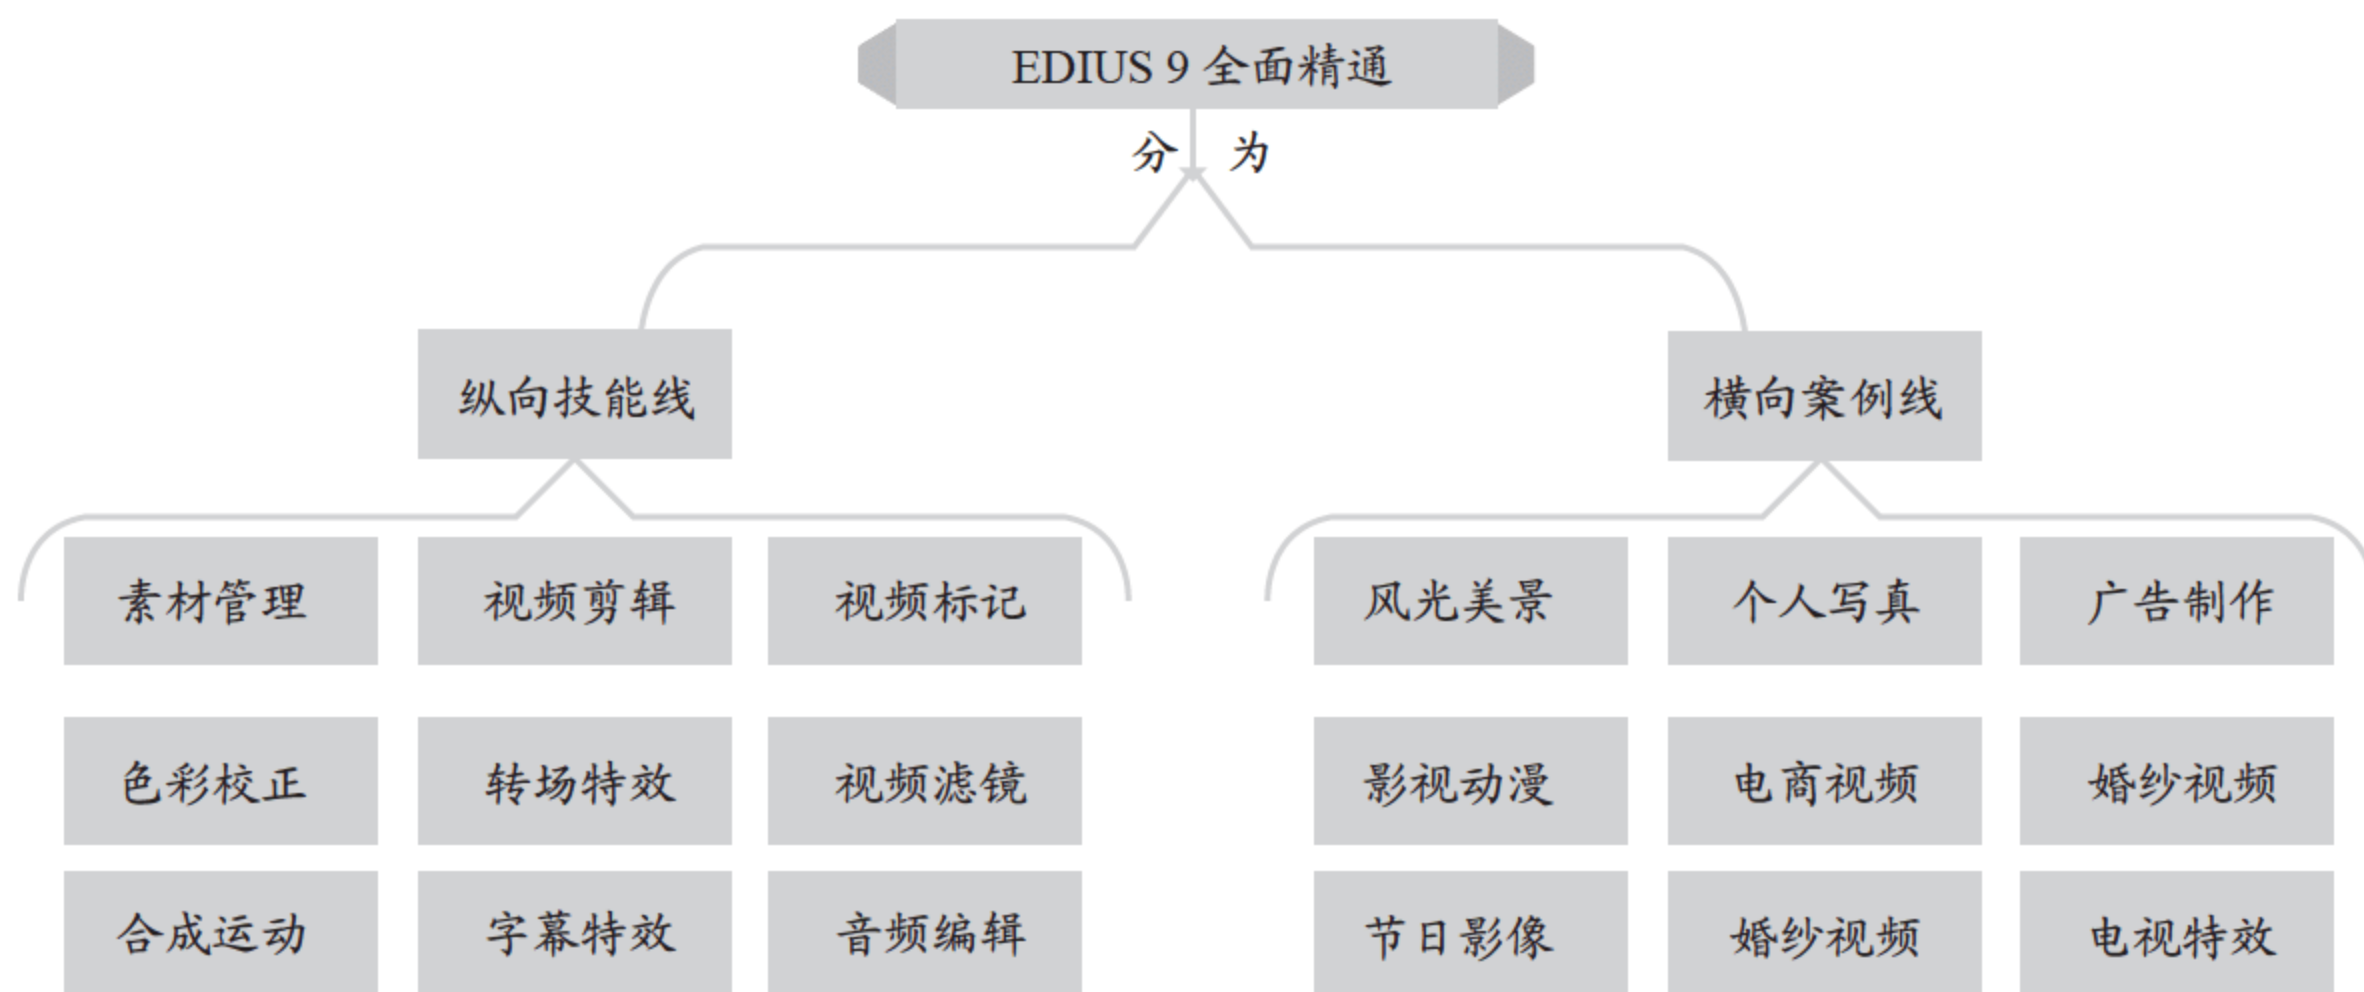 EDIUS 9 全面精通
分 为
纵向技能线 横向案例线
素材管理 视频剪辑 视频标记 风光美景 个人写真 广告制作
色彩校正 转场特效 视频滤镜 影视动漫 电商视频 婚纱视频
合成运动 字幕特效 音频编辑 节日影像 婚纱视频 电视特效